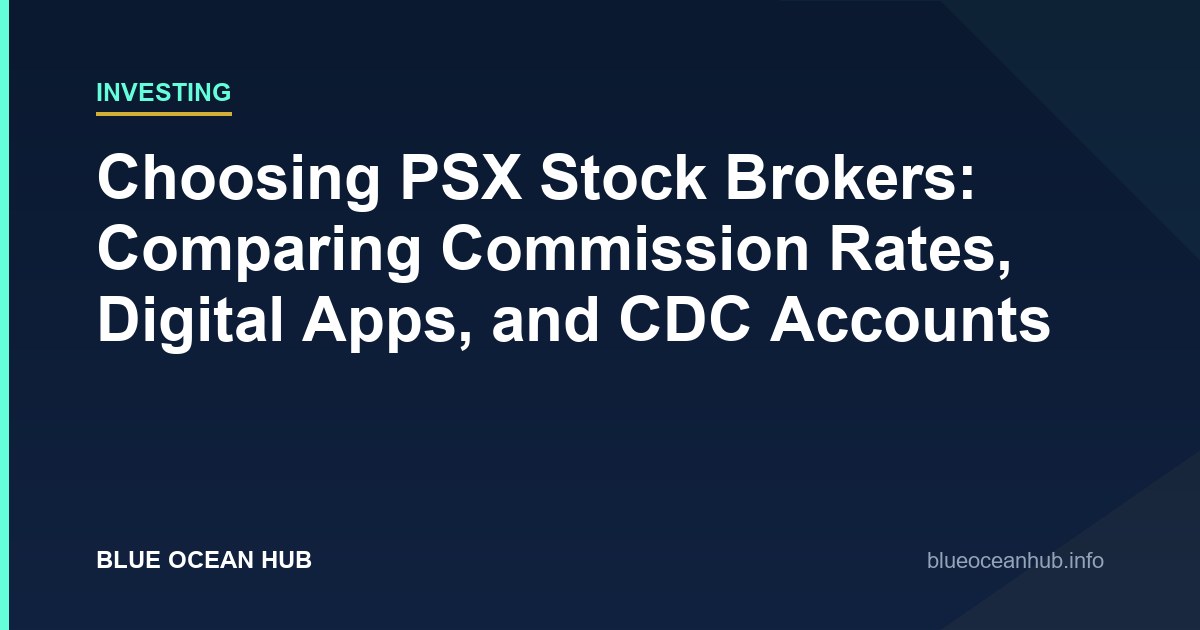 INVESTING
Choosing PSX Stock Brokers:
Comparing Commission Rates,
Digital Apps, and CDC Accounts
BLUE OCEAN HUB
blueoceanhub.info